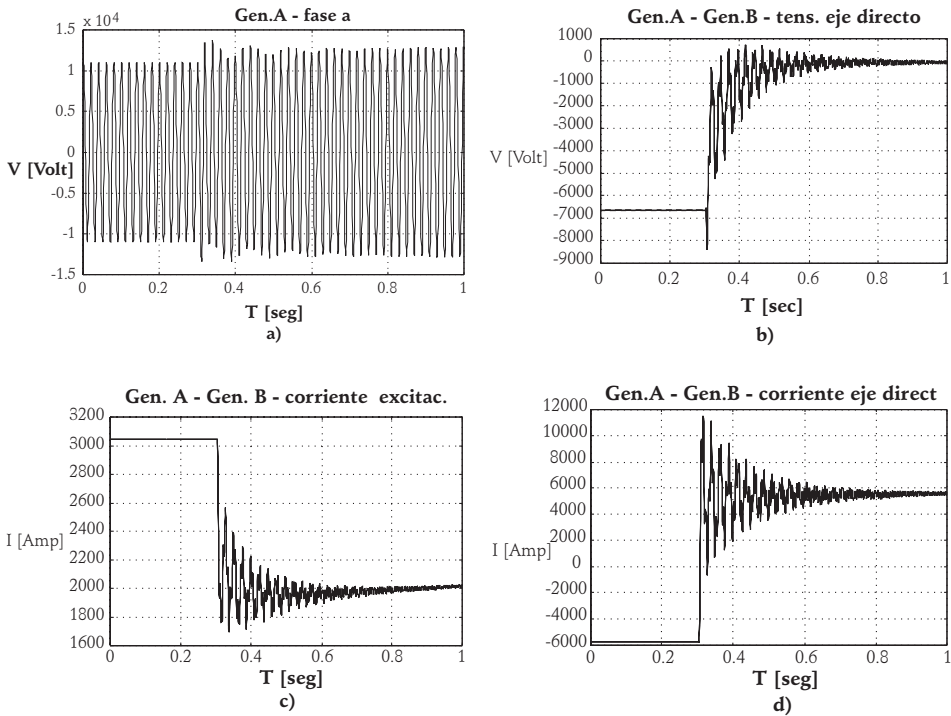 Gen.A - fase a
x 10⁴
1.5
1
0.5
0
-0.5
-1
-1.5
V [Volt]
0 0.2 0.4 0.6 0.8 1
T [seg]
a)
Gen.A - Gen.B - tens. eje directo
1000
0
-1000
-2000
-3000
-4000
-5000
-6000
-7000
-8000
-9000
V [Volt]
0 0.2 0.4 0.6 0.8 1
T [sec]
b)
Gen. A - Gen. B - corriente excitac.
3200
3000
2800
2600
2400
2200
2000
1800
1600
I [Amp]
0 0.2 0.4 0.6 0.8 1
T [seg]
c)
Gen.A - Gen.B - corriente eje direct
12000
10000
8000
6000
4000
2000
0
-2000
-4000
-6000
I [Amp]
0 0.2 0.4 0.6 0.8 1
T [seg]
d)